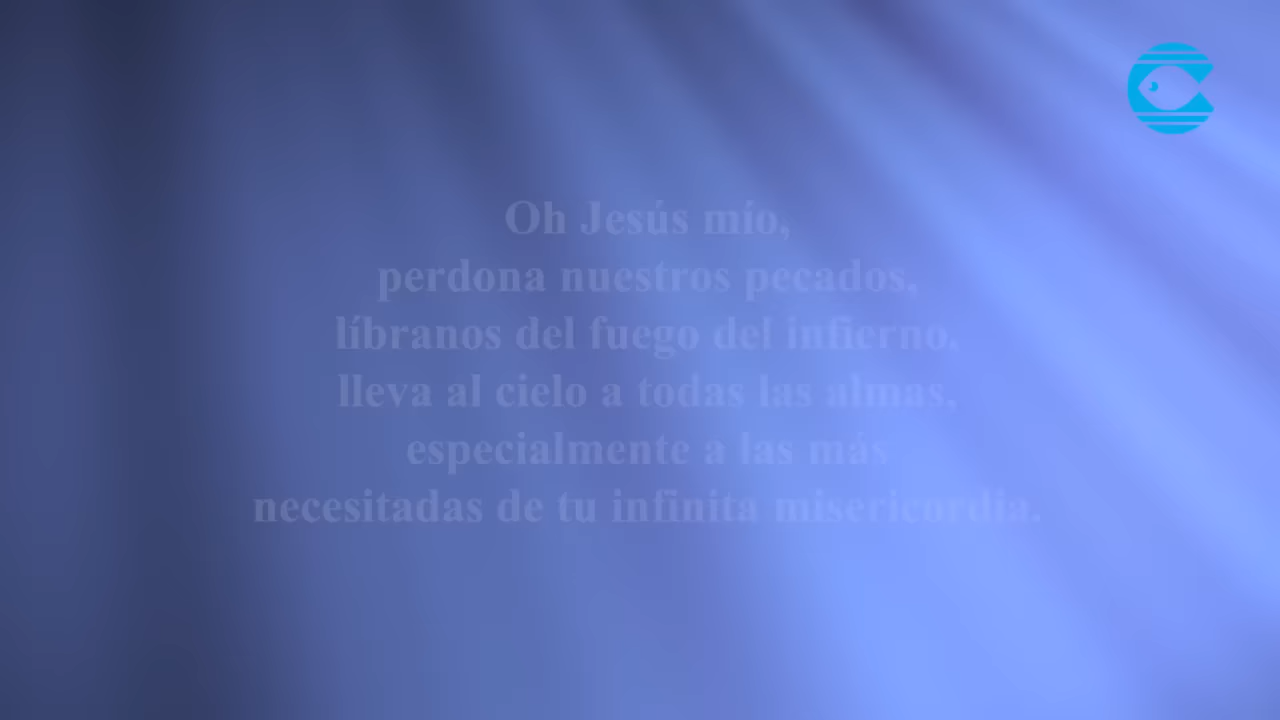 Oh Jesús mío,
perdona nuestros pecados,
líbranos del fuego del infierno,
lleva al cielo a todas las almas,
especialmente a las más
necesitadas de tu infinita misericordia.